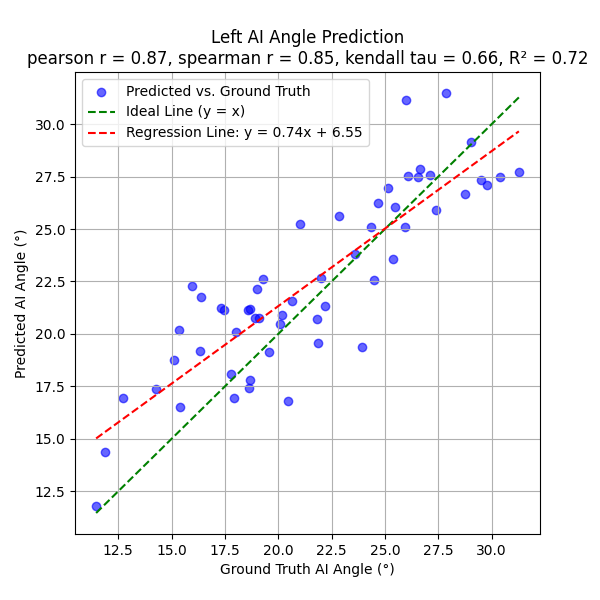 Left AI Angle Prediction
pearson r = 0.87, spearman r = 0.85, kendall tau = 0.66, R² = 0.72
Predicted vs. Ground Truth
Ideal Line (y = x)
Regression Line: y = 0.74x + 6.55
Predicted AI Angle (°)
30.0
27.5
25.0
22.5
20.0
17.5
15.0
12.5
12.5 15.0 17.5 20.0 22.5 25.0 27.5 30.0
Ground Truth AI Angle (°)